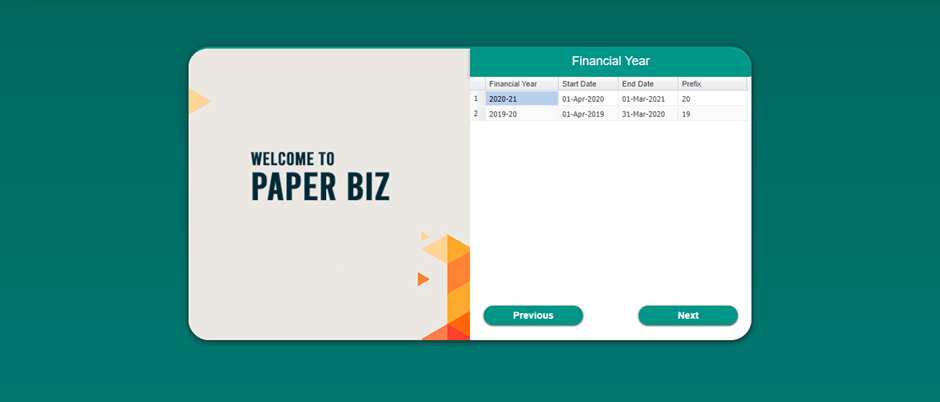 Financial Year
WELCOME TO
PAPER BIZ
Financial Year Start Date End Date Prefix
1 2020-21 01-Apr-2020 01-Mar-2021 20
2 2019-20 01-Apr-2019 31-Mar-2020 19
Previous Next